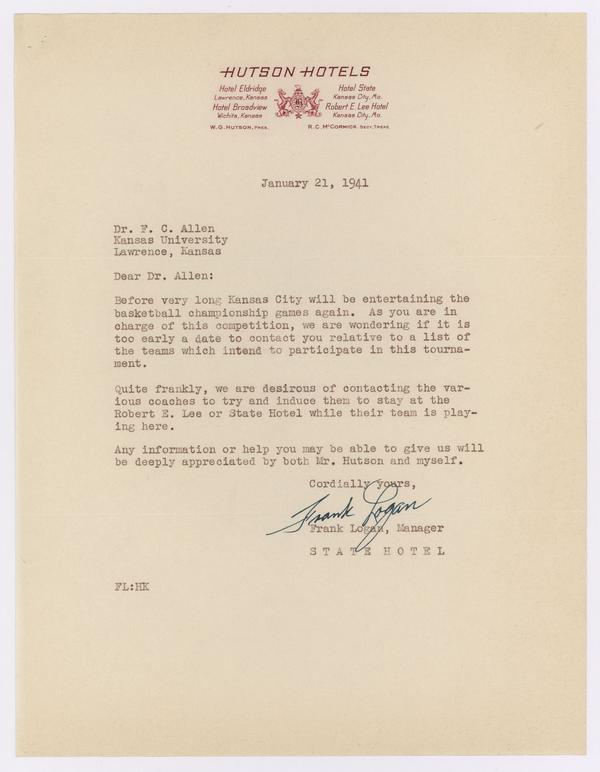 HUTSON HOTELS
Hotel Eldridge
Lawrence, Kansas
Hotel Broadview
Wichita, Kansas
W. G. HUTSON, PRES.
Hotel State
Kansas City, Mo.
Robert E. Lee Hotel
Kansas City, Mo.
R. C. McCORMICK, SECY., TREAS.
January 21, 1941
Dr. F. C. Allen
Kansas University
Lawrence, Kansas
Dear Dr. Allen:
Before very long Kansas City will be entertaining the
basketball championship games again. As you are in
charge of this competition, we are wondering if it is
too early a date to contact you relative to a list of
the teams which intend to participate in this tourna-
ment.
Quite frankly, we are desirous of contacting the var-
ious coaches to try and induce them to stay at the
Robert E. Lee or State Hotel while their team is play-
ing here.
Any information or help you may be able to give us will
be deeply appreciated by both Mr. Hutson and myself.
Cordially yours,
Frank Logan
Frank Logan, Manager
S T A T E H O T E L
FL:HK